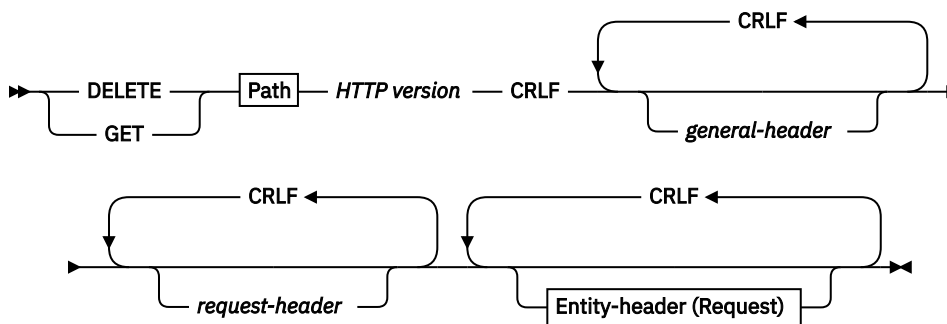 CRLF
DELETE Path HTTP version CRLF
GET general-header
CRLF CRLF
request-header Entity-header (Request)